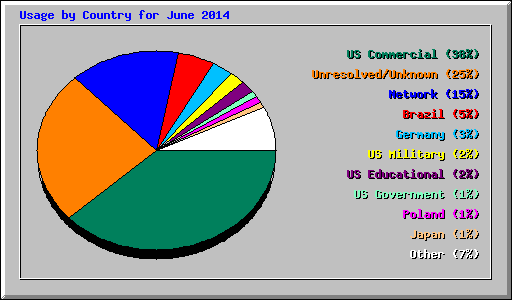 Usage by Country for June 2014
US Commercial (38%)
Unresolved/Unknown (25%)
Network (15%)
Brazil (5%)
Germany (3%)
US Military (2%)
US Educational (2%)
US Government (1%)
Poland (1%)
Japan (1%)
Other (7%)